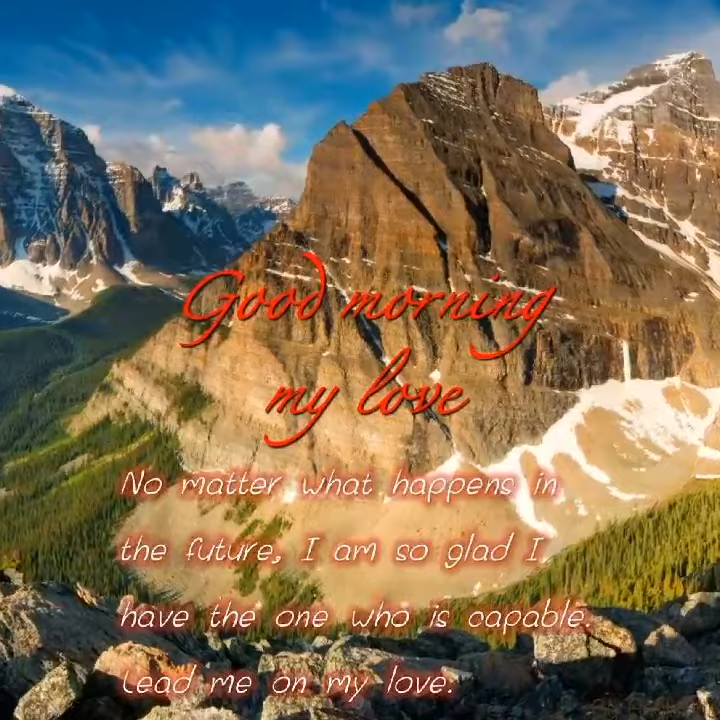 Good morning
my love
No matter what happens in
the future, I am so glad I
have the one who is capable.
Lead me on my love.